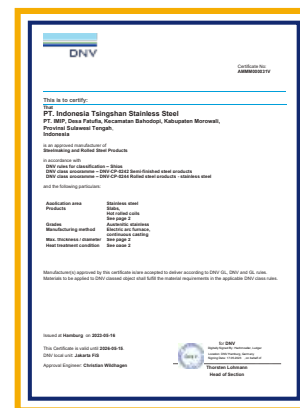 DNV
Certificate No:
AMMM000031V
This is to certify:
That
PT. Indonesia Tsingshan Stainless Steel
PT. IMIP, Desa Fatufia, Kecamatan Bahodopi, Kabupaten Morowali,
Provinsi Sulawesi Tengah,
Indonesia
is an approved manufacturer of
Steelmaking and Rolled Steel Products
in accordance with
DNV rules for classification – Ships
DNV class programme – DNV-CP-0242 Semi-finished steel products
DNV class programme – DNV-CP-0244 Rolled steel products - stainless steel
and the following particulars:
Application area Stainless steel
Products Slabs,
Hot rolled coils
See page 2
Grades Austenitic stainless
Manufacturing method Electric arc furnace,
continuous casting
Max. thickness / diameter See page 2
Heat treatment condition See page 2
Manufacturer(s) approved by this certificate is/are accepted to deliver according to DNV GL, DNV and GL rules.
Materials to be applied to DNV classed object shall fulfil the material requirements in the applicable DNV class rules.
Issued at Hamburg on 2023-05-16
This Certificate is valid until 2026-05-15.
DNV local unit: Jakarta FIS
Approval Engineer: Christian Wildhagen
for DNV
Location: DNV Hamburg, Germany
Thorsten Lohmann
Head of Section